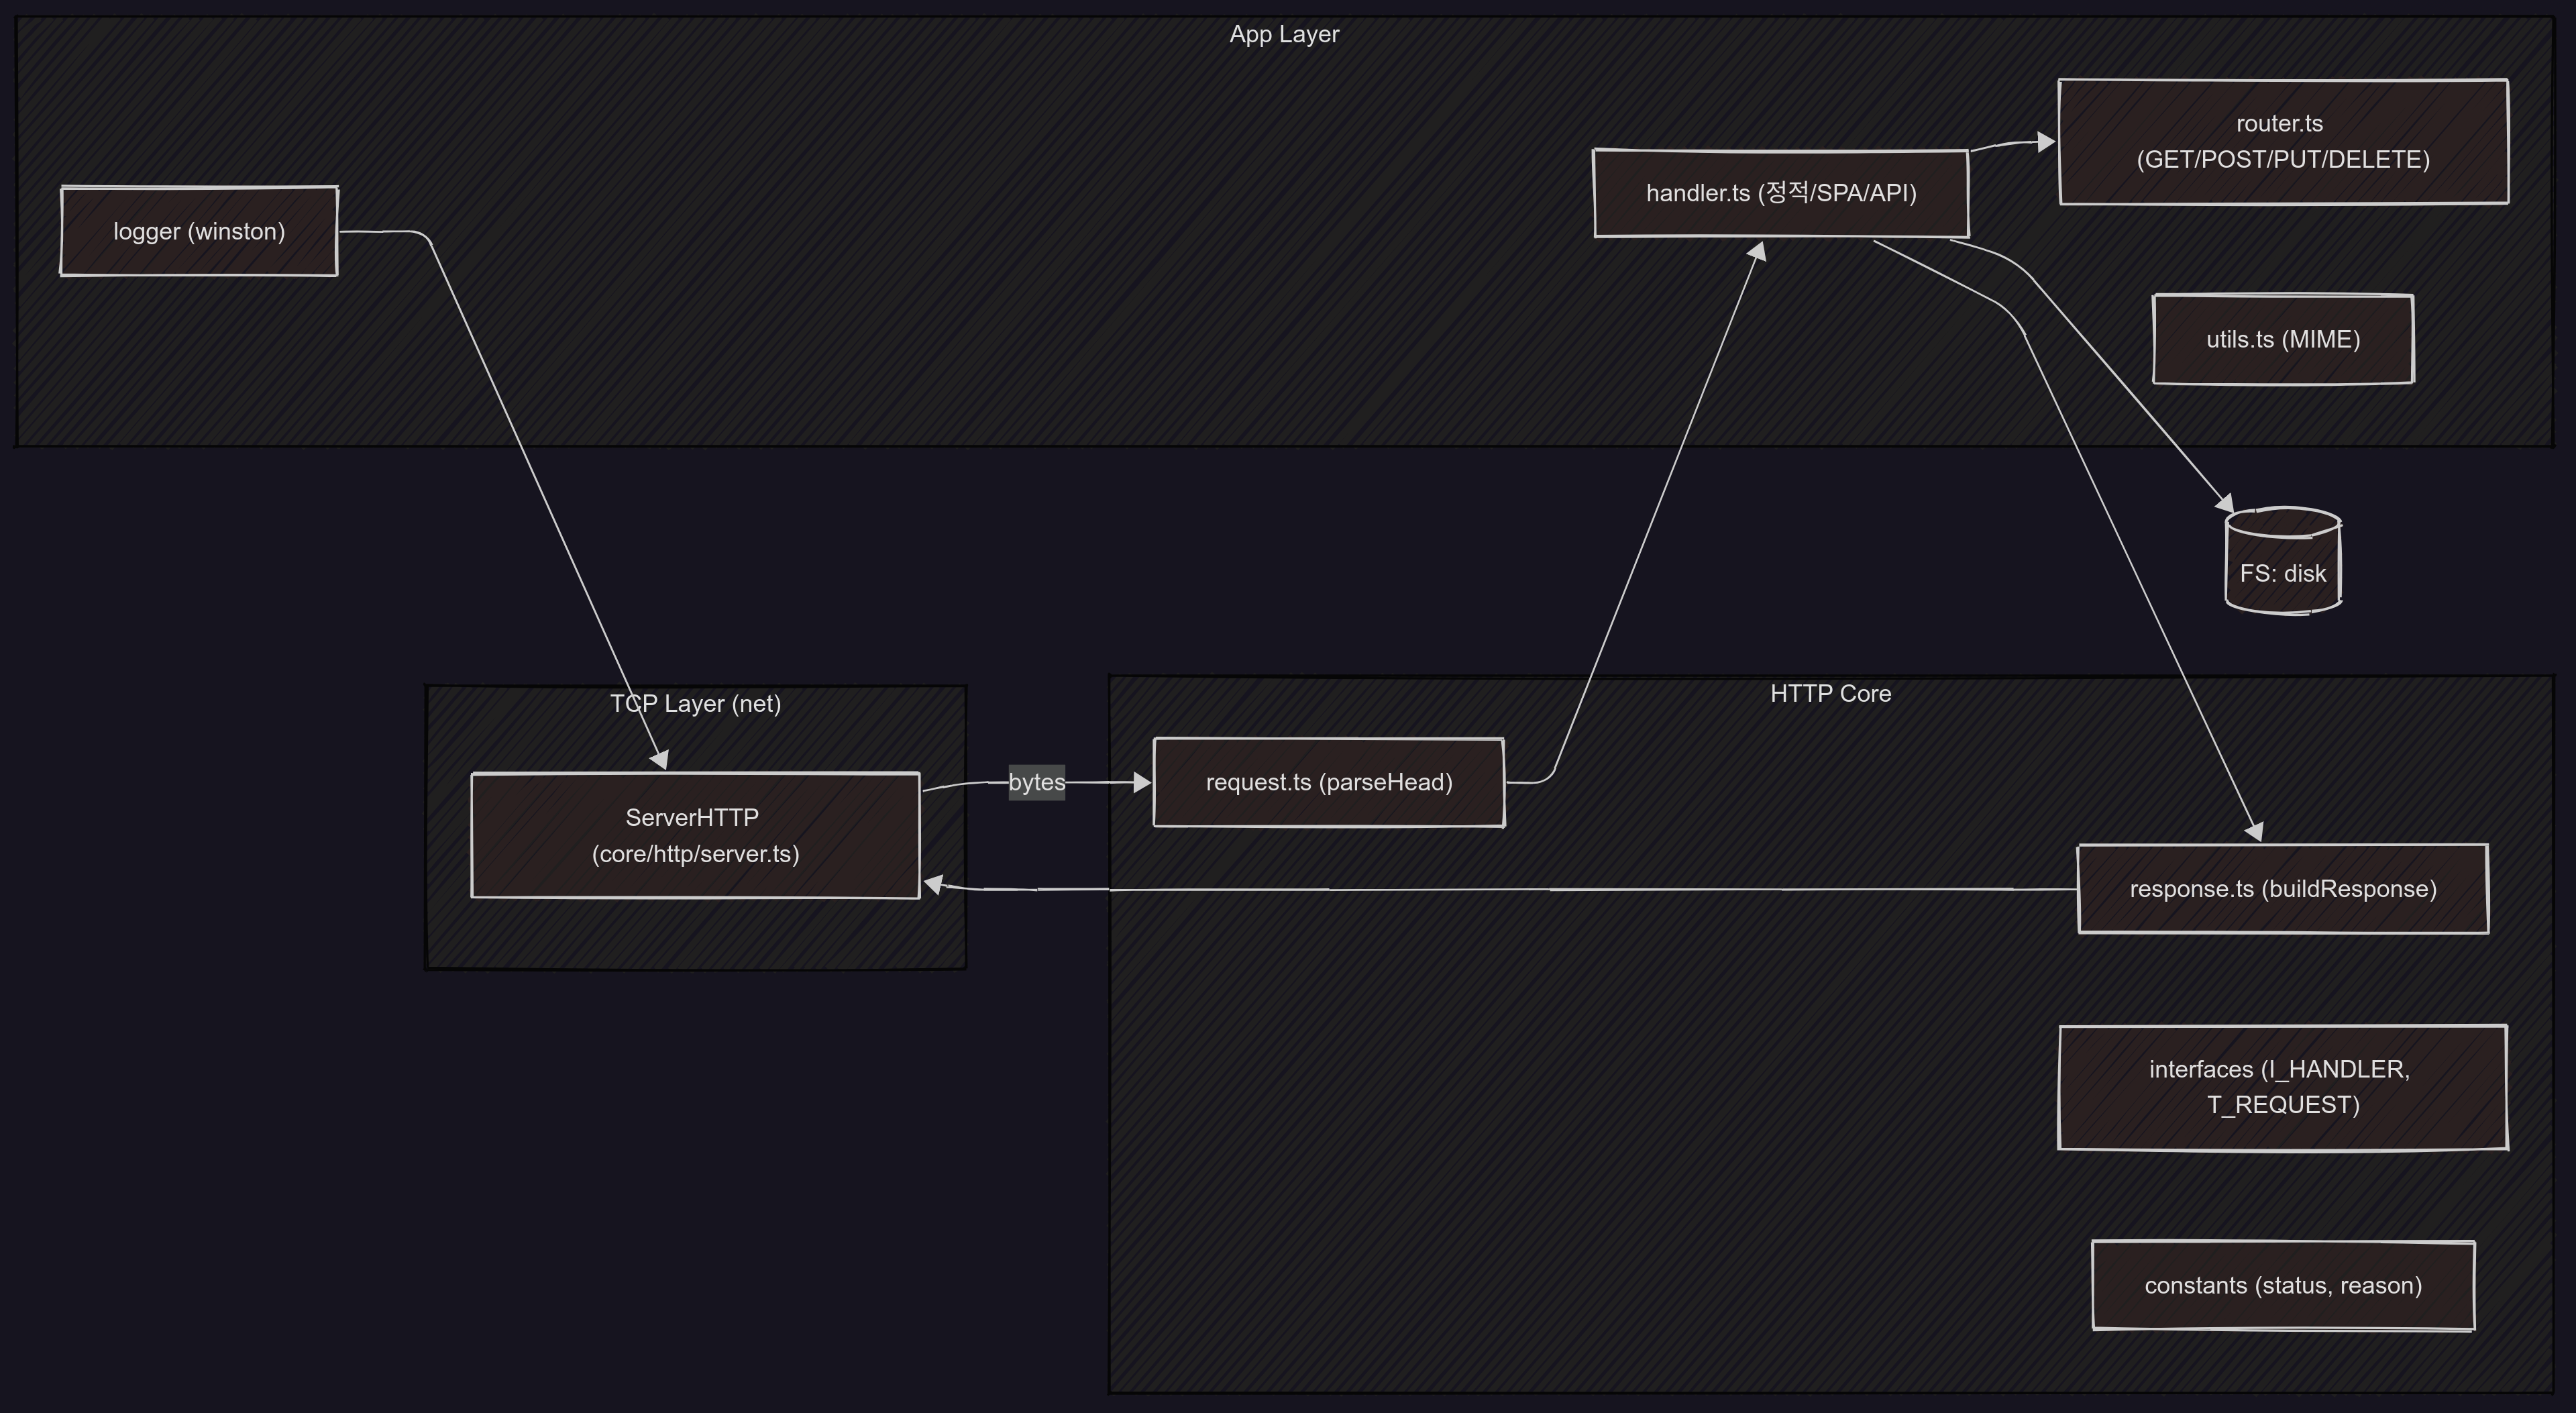 App Layer
router.ts
(GET/POST/PUT/DELETE)
handler.ts (정적/SPA/API)
logger (winston)
utils.ts (MIME)
FS: disk
TCP Layer (net)
HTTP Core
bytes
request.ts (parseHead)
ServerHTTP
(core/http/server.ts)
response.ts (buildResponse)
interfaces (I_HANDLER,
T_REQUEST)
constants (status, reason)